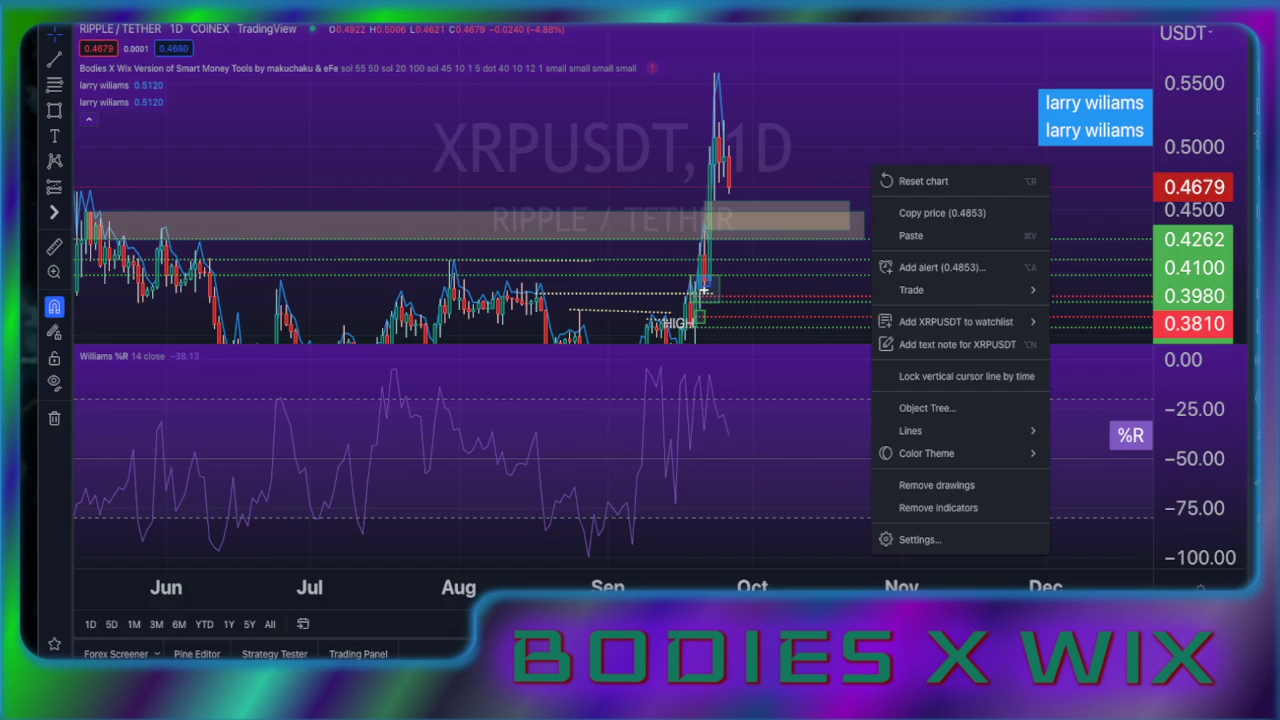 RIPPLE / TETHER 1D COINEX TradingView O0.4922 H0.5006 L0.4621 C0.4679 −0.0240 (−4.88%)
0.4679 0.0001 0.4680
Bodies X Wix Version of Smart Money Tools by makuchaku & eFe sol 55 50 sol 20 100 sol 45 10 1 5 dot 40 10 12 1 small small small small
larry wiliams 0.5120
larry wiliams 0.5120
XRPUSDT, 1D
RIPPLE / TETHER
HIGH
USDT
0.5500
larry wiliams
larry wiliams
0.5000
0.4679
0.4500
0.4262
0.4100
0.3980
0.3810
Reset chart ⌥R
Copy price (0.4853)
Paste ⌘V
Add alert (0.4853)... ⌥A
Trade
Add XRPUSDT to watchlist
Add text note for XRPUSDT ⌥N
Lock vertical cursor line by time
Object Tree...
Lines
Color Theme
Remove drawings
Remove indicators
Settings...
Williams %R 14 close −38.13
0.00
−25.00
%R
−50.00
−75.00
−100.00
Jun Jul Aug Sep Oct Nov Dec
1D 5D 1M 3M 6M YTD 1Y 5Y All
Forex Screener Pine Editor Strategy Tester Trading Panel
BODIES X WIX